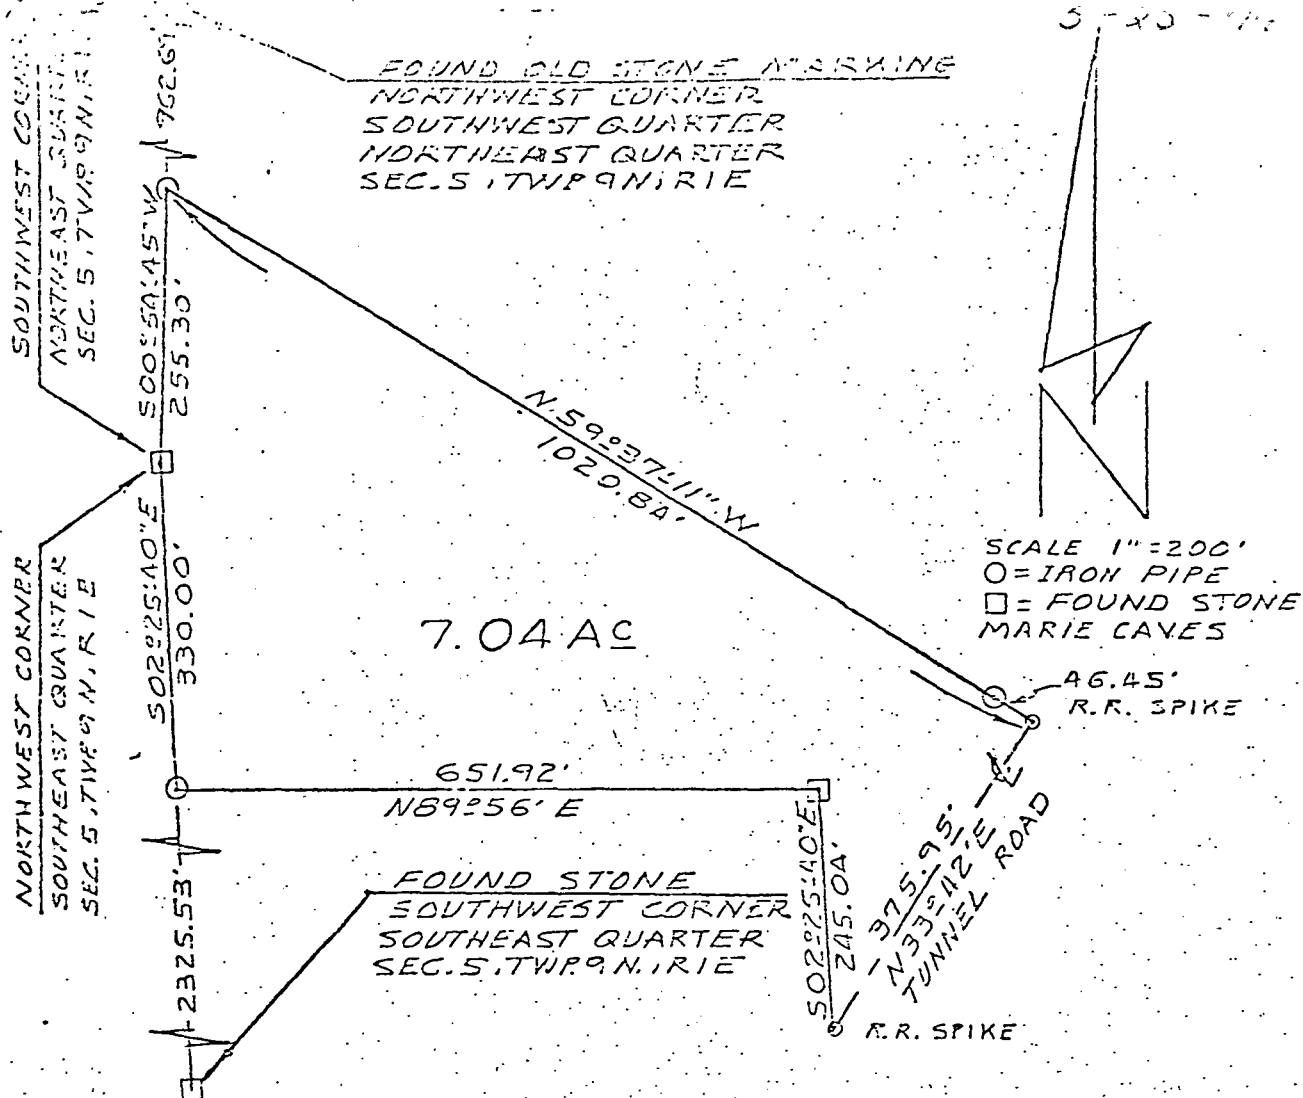 762.69
FOUND OLD STONE MARKING
NORTHWEST CORNER
SOUTHWEST QUARTER
NORTHEAST QUARTER
SEC. 5, TWP 9 N, R 1 E
SOUTHWEST CORNER
NORTHEAST QUARTER
SEC. 5, TWP. 9 N, R 1
S00°54'45"W
255.30'
N.59°37'11".W
1020.84'
SCALE 1"=200'
O = IRON PIPE
□ = FOUND STONE
MARIE CAVES
NORTHWEST CORNER
SOUTHEAST QUARTER
SEC. 5, TWP 9 N, R 1 E
S02°25'40"E
330.00'
7.04 AC
46.45'
R.R. SPIKE
651.92'
N89°56' E
S02°25'40"E
245.04'
375.95'
N33°42'E
TUNNEL ROAD
R.R. SPIKE
FOUND STONE
SOUTHWEST CORNER
SOUTHEAST QUARTER
SEC. 5, TWP. 9 N., R 1 E
2325.53'